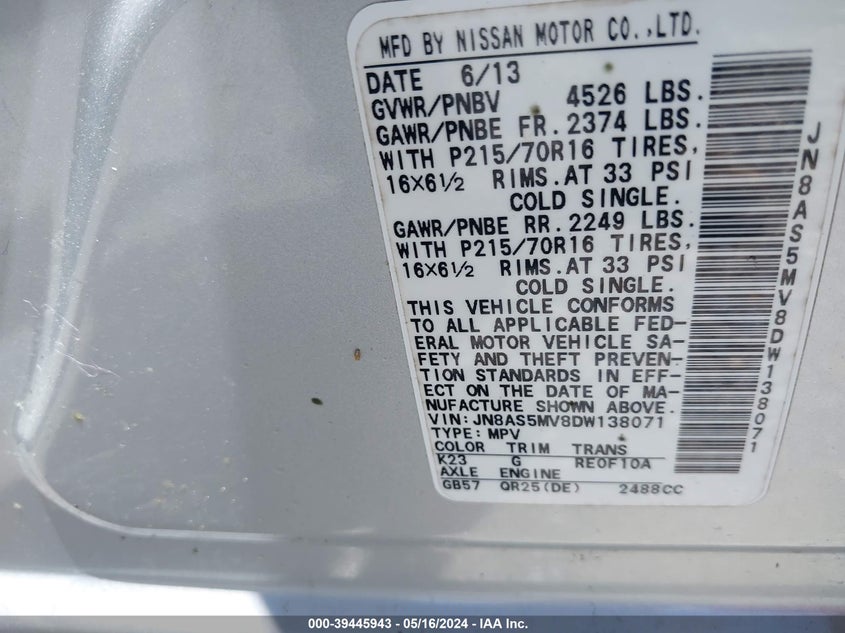 MFD BY NISSAN MOTOR CO.,LTD.
DATE 6/13
GVWR/PNBV 4526 LBS.
GAWR/PNBE FR. 2374 LBS.
WITH P215/70R16 TIRES,
16X6½ RIMS.AT 33 PSI
COLD SINGLE.
GAWR/PNBE RR. 2249 LBS.
WITH P215/70R16 TIRES,
16X6½ RIMS.AT 33 PSI
COLD SINGLE.
THIS VEHICLE CONFORMS
TO ALL APPLICABLE FED-
ERAL MOTOR VEHICLE SA-
FETY AND THEFT PREVEN-
TION STANDARDS IN EFF-
ECT ON THE DATE OF MA-
NUFACTURE SHOWN ABOVE.
VIN:JN8AS5MV8DW138071
TYPE:MPV
COLOR TRIM TRANS
K23 G RE0F10A
AXLE ENGINE
GB57 QR25(DE) 2488CC
JN8AS5MV8DW138071
000-39445943 - 05/16/2024 - IAA Inc.